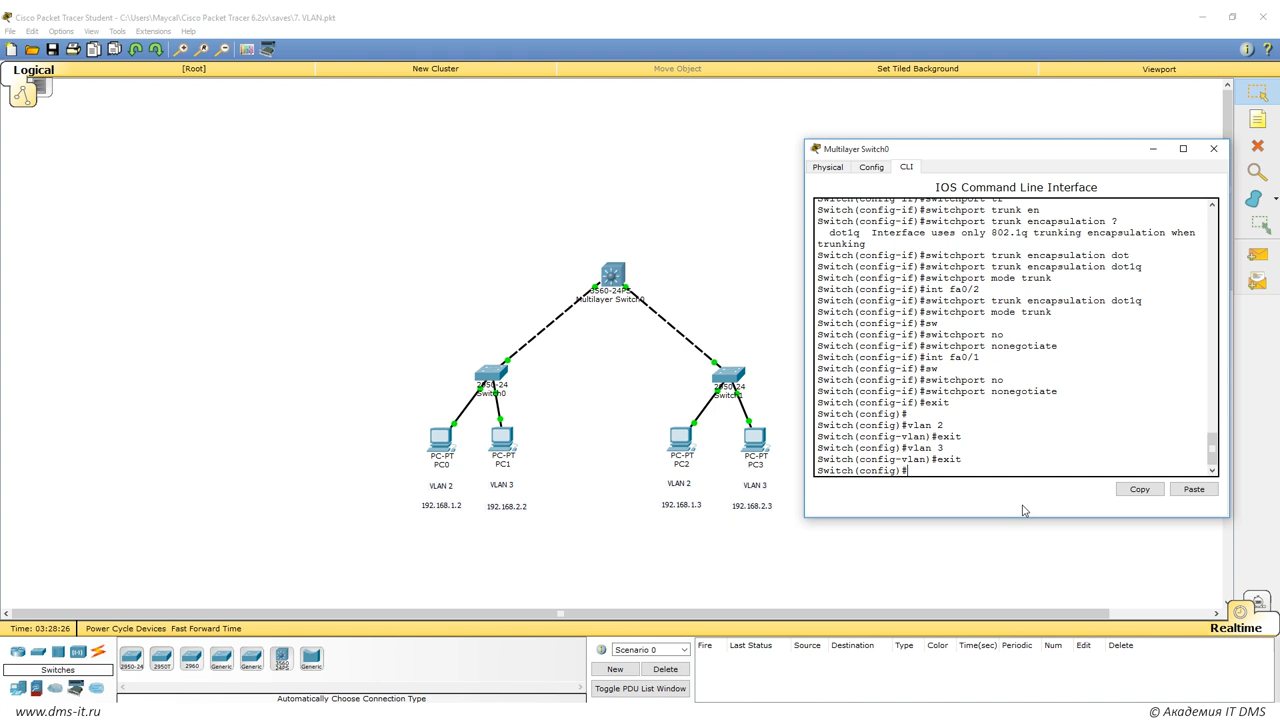 Cisco Packet Tracer Student - C:\Users\Maycal\Cisco Packet Tracer 6.2sv\saves\7. VLAN.pkt
File Edit Options View Tools Extensions Help
Logical [Root] New Cluster Move Object Set Tiled Background Viewport
Multilayer Switch0
Physical Config CLI
IOS Command Line Interface
Switch(config-if)#switchport tr
Switch(config-if)#switchport trunk en
Switch(config-if)#switchport trunk encapsulation ?
dot1q Interface uses only 802.1q trunking encapsulation when
trunking
Switch(config-if)#switchport trunk encapsulation dot
Switch(config-if)#switchport trunk encapsulation dot1q
Switch(config-if)#switchport mode trunk
Switch(config-if)#int fa0/2
Switch(config-if)#switchport trunk encapsulation dot1q
Switch(config-if)#switchport mode trunk
Switch(config-if)#sw
Switch(config-if)#switchport no
Switch(config-if)#switchport nonegotiate
Switch(config-if)#int fa0/1
Switch(config-if)#sw
Switch(config-if)#switchport no
Switch(config-if)#switchport nonegotiate
Switch(config-if)#exit
Switch(config)#
Switch(config)#vlan 2
Switch(config-vlan)#exit
Switch(config)#vlan 3
Switch(config-vlan)#exit
Switch(config)#
Copy Paste
3560-24PS
Multilayer Switch0
2950-24
Switch0
2950-24
Switch1
PC-PT
PC0
PC-PT
PC1
PC-PT
PC2
PC-PT
PC3
VLAN 2
VLAN 3
VLAN 2
VLAN 3
192.168.1.2
192.168.2.2
192.168.1.3
192.168.2.3
Time: 03:28:26 Power Cycle Devices Fast Forward Time
Realtime
Switches
2950-24 2950T 2960 Generic Generic 3560 24PS Generic
Automatically Choose Connection Type
Scenario 0
New Delete
Toggle PDU List Window
Fire Last Status Source Destination Type Color Time(sec) Periodic Num Edit Delete
www.dms-it.ru
© Академия IT DMS